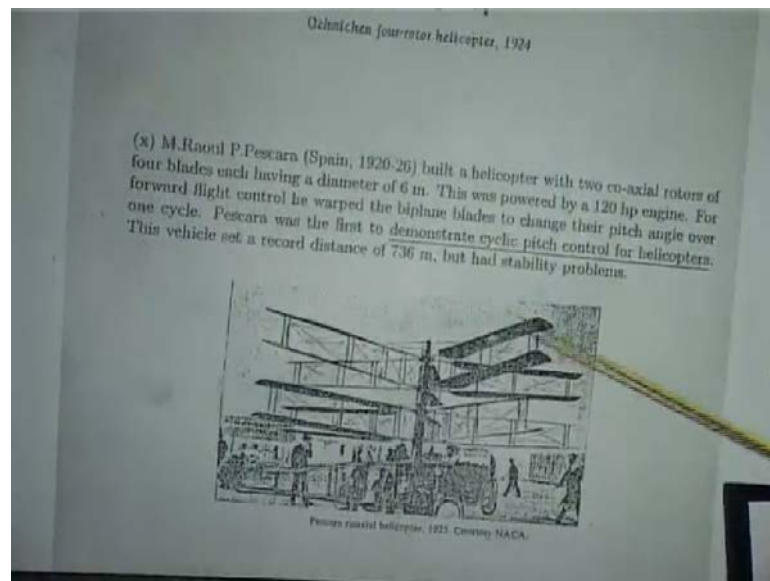 Oehmichen four-rotor helicopter, 1924
(x) M.Raoul P.Pescara (Spain, 1920-26) built a helicopter with two co-axial rotors of
four blades each having a diameter of 6 m. This was powered by a 120 hp engine. For
forward flight control he warped the biplane blades to change their pitch angle over
one cycle. Pescara was the first to demonstrate cyclic pitch control for helicopters.
This vehicle set a record distance of 736 m, but had stability problems.
Pescara coaxial helicopter, 1925. Courtesy NACA.